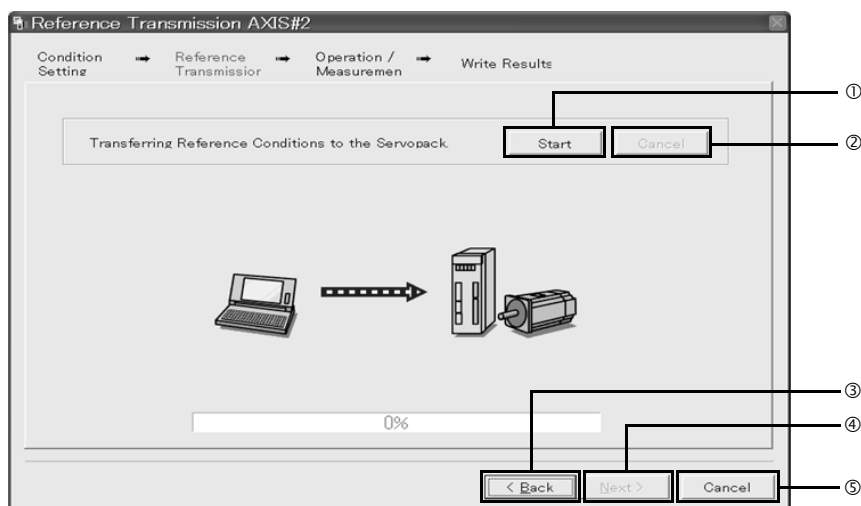 Reference Transmission AXIS#2
Condition Setting → Reference Transmissior → Operation / Measuremen → Write Results
Transferring Reference Conditions to the Servopack.
Start
Cancel
①
②
0%
③
④
< Back
Next >
Cancel
⑤